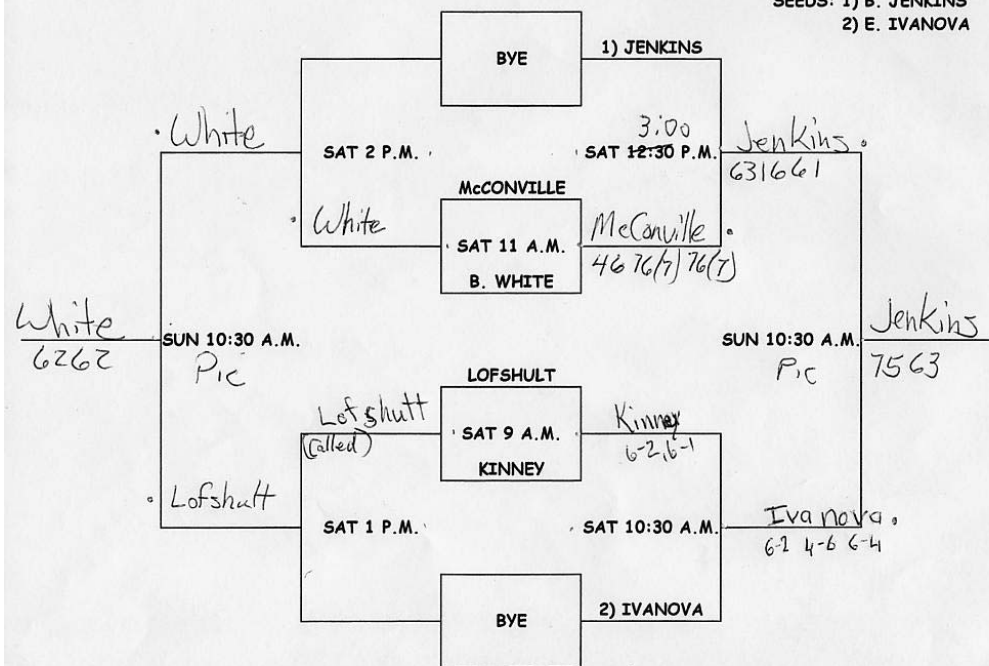 SEEDS: 1) B. JENKINS
2) E. IVANOVA
BYE
1) JENKINS
White
SAT 2 P.M.
3:00
SAT 12:30 P.M.
Jenkins
631661
McCONVILLE
White
SAT 11 A.M.
B. WHITE
McConville
46 76(7) 76(7)
White
6262
SUN 10:30 A.M.
Pic
SUN 10:30 A.M.
Pic
Jenkins
7563
LOFSHULT
Lofshutt
(Called)
SAT 9 A.M.
KINNEY
Kinney
6-2, 6-1
Lofshutt
SAT 1 P.M.
SAT 10:30 A.M.
Ivanova
6-2 4-6 6-4
BYE
2) IVANOVA